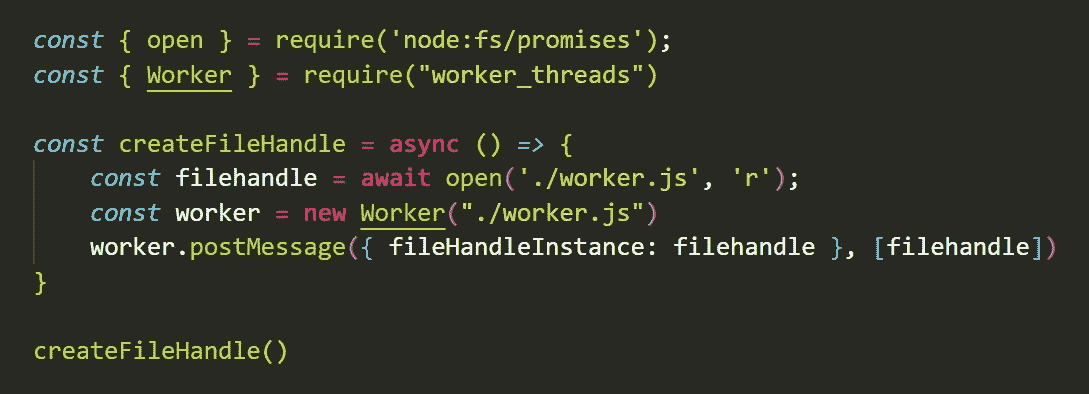 const { open } = require('node:fs/promises');
const { Worker } = require("worker_threads")
const createFileHandle = async () => {
const filehandle = await open('./worker.js', 'r');
const worker = new Worker("./worker.js")
worker.postMessage({ fileHandleInstance: filehandle }, [filehandle])
}
createFileHandle()